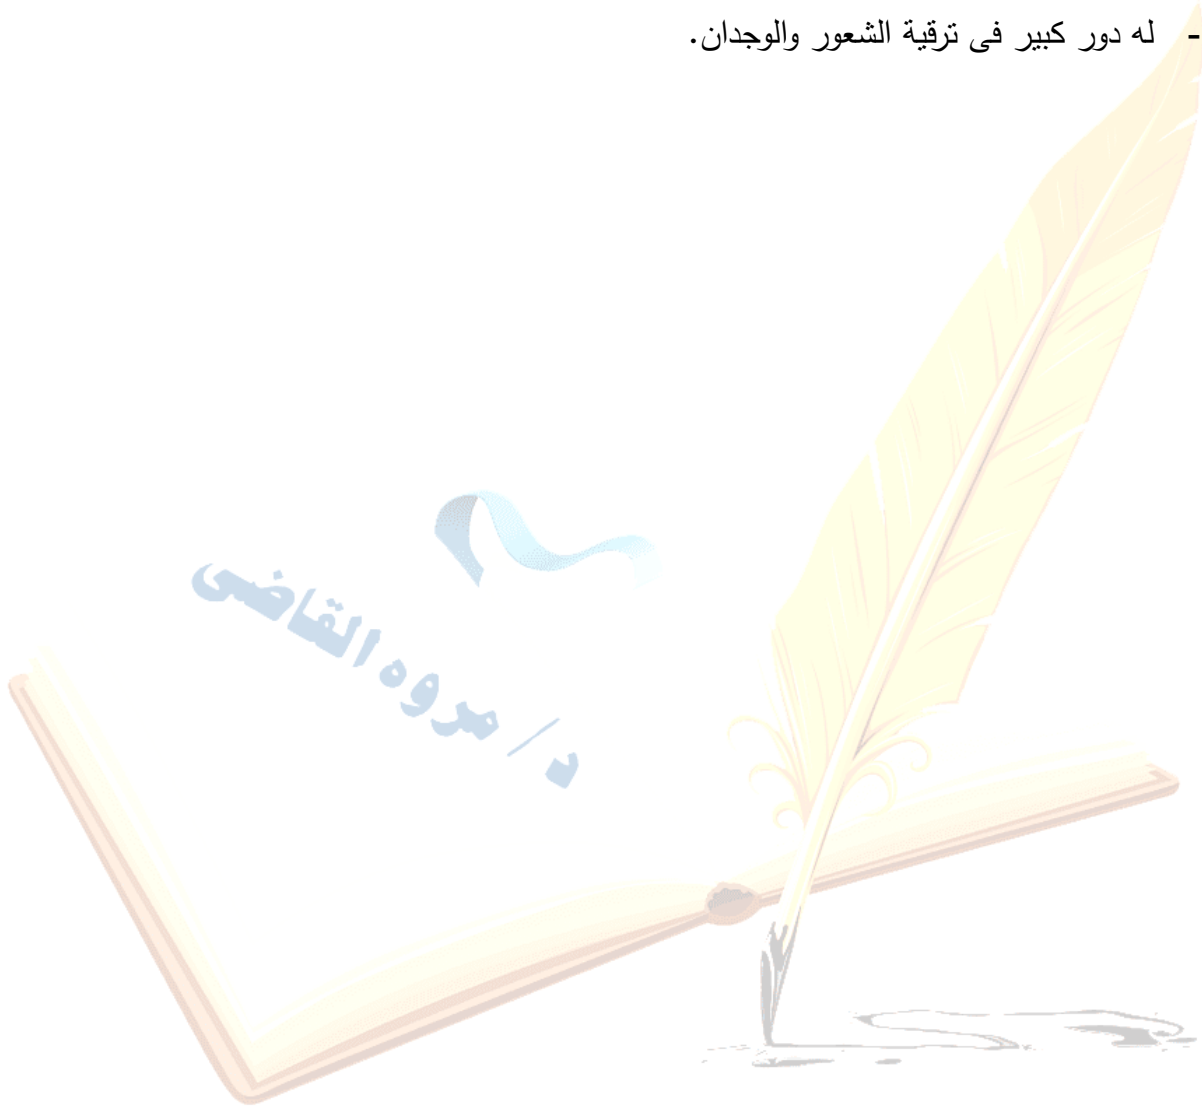 - له دور كبير فى ترقية الشعور والوجدان.
د/ مروه القاضى